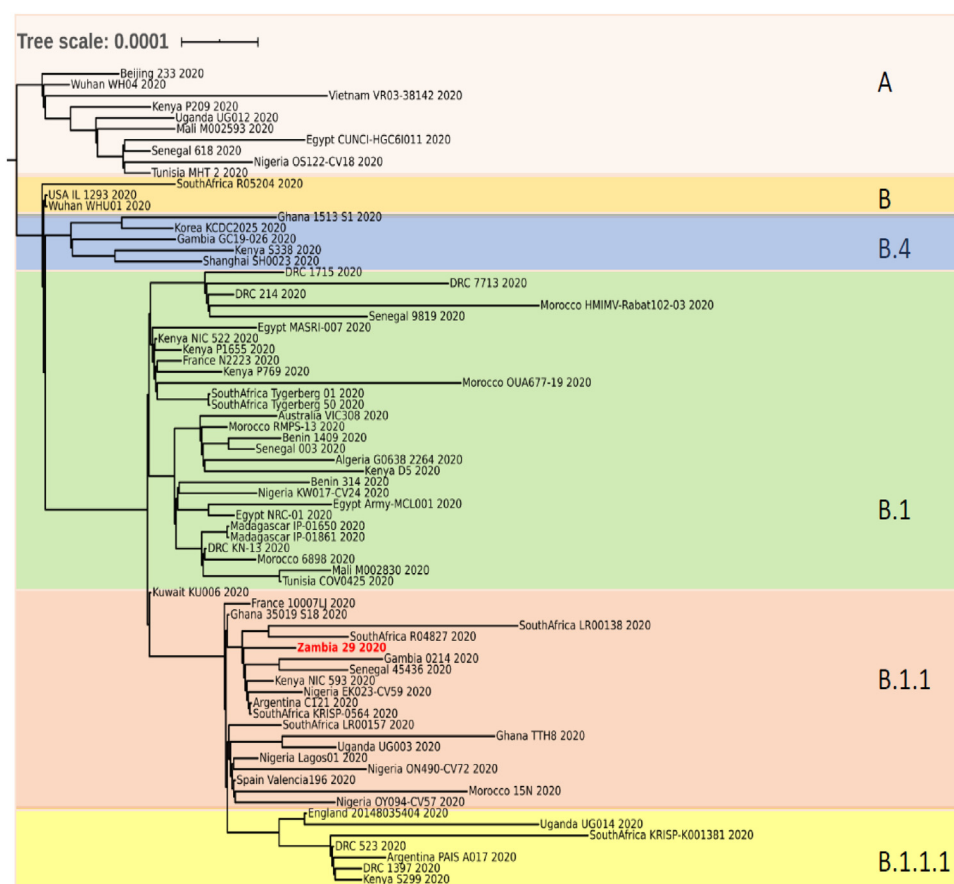 Tree scale: 0.0001
A
Beijing 233 2020
Wuhan WH04 2020
Vietnam VR03-38142 2020
Kenya P209 2020
Uganda UG012 2020
Mali M002593 2020
Egypt CUNCI-HGC6I011 2020
Senegal 618 2020
Nigeria OS122-CV18 2020
Tunisia MHT 2 2020
SouthAfrica R05204 2020
B
USA IL 1293 2020
Wuhan WHU01 2020
Ghana 1513 S1 2020
Korea KCDC2025 2020
Gambia GC19-026 2020
B.4
Kenya S338 2020
Shanghai SH0023 2020
DRC 1715 2020
DRC 7713 2020
DRC 214 2020
Morocco HMIMV-Rabat102-03 2020
Senegal 9819 2020
Egypt MASRI-007 2020
Kenya NIC 522 2020
Kenya P1655 2020
France N2223 2020
Kenya P769 2020
Morocco OUA677-19 2020
SouthAfrica Tygerberg 01 2020
SouthAfrica Tygerberg 50 2020
Australia VIC308 2020
Morocco RMPS-13 2020
Benin 1409 2020
Senegal 003 2020
Algeria G0638 2264 2020
Kenya D5 2020
Benin 314 2020
Nigeria KW017-CV24 2020
Egypt Army-MCL001 2020
B.1
Egypt NRC-01 2020
Madagascar IP-01650 2020
Madagascar IP-01861 2020
DRC KN-13 2020
Morocco 6898 2020
Mali M002830 2020
Tunisia COV0425 2020
Kuwait KU006 2020
France 10007LJ 2020
Ghana 35019 S18 2020
SouthAfrica LR00138 2020
SouthAfrica R04827 2020
Zambia 29 2020
Gambia 0214 2020
Senegal 45436 2020
Kenya NIC 593 2020
B.1.1
Nigeria EK023-CV59 2020
Argentina C121 2020
SouthAfrica KRISP-0564 2020
SouthAfrica LR00157 2020
Ghana TTH8 2020
Uganda UG003 2020
Nigeria Lagos01 2020
Nigeria ON490-CV72 2020
Spain Valencia196 2020
Morocco 15N 2020
Nigeria OY094-CV57 2020
England 20148035404 2020
Uganda UG014 2020
SouthAfrica KRISP-K001381 2020
DRC 523 2020
Argentina PAIS A017 2020
B.1.1.1
DRC 1397 2020
Kenya S299 2020